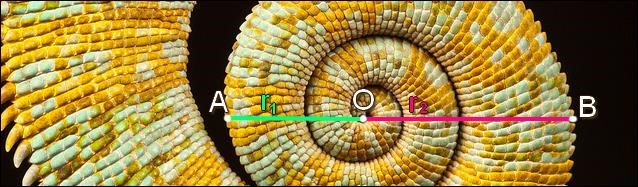 A r₁ O r₂ B